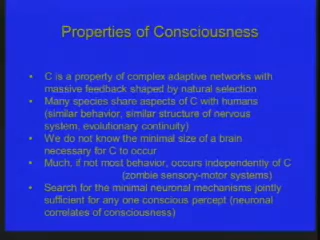 Properties of Consciousness
• C is a property of complex adaptive networks with
massive feedback shaped by natural selection
• Many species share aspects of C with humans
(similar behavior, similar structure of nervous
system, evolutionary continuity)
• We do not know the minimal size of a brain
necessary for C to occur
• Much, if not most behavior, occurs independently of C
(zombie sensory-motor systems)
• Search for the minimal neuronal mechanisms jointly
sufficient for any one conscious percept (neuronal
correlates of consciousness)